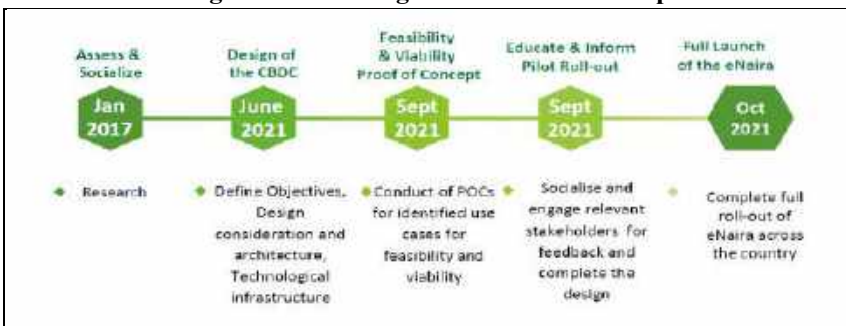 Assess &
Socialize
Jan
2017
Research
Design of
the CBDC
June
2021
Define Objectives,
Design
consideration and
architecture,
Technological
infrastructure
Feasibility
& Viability
Proof of Concept
Sept
2021
Conduct of POCs
for identified use
cases for
feasibility and
viability
Educate & Inform
Pilot Roll-out
Sept
2021
Socialise and
engage relevant
stakeholders for
feedback and
complete the
design
Full Launch
of the eNaira
Oct
2021
Complete full
roll-out of
eNaira across
the country